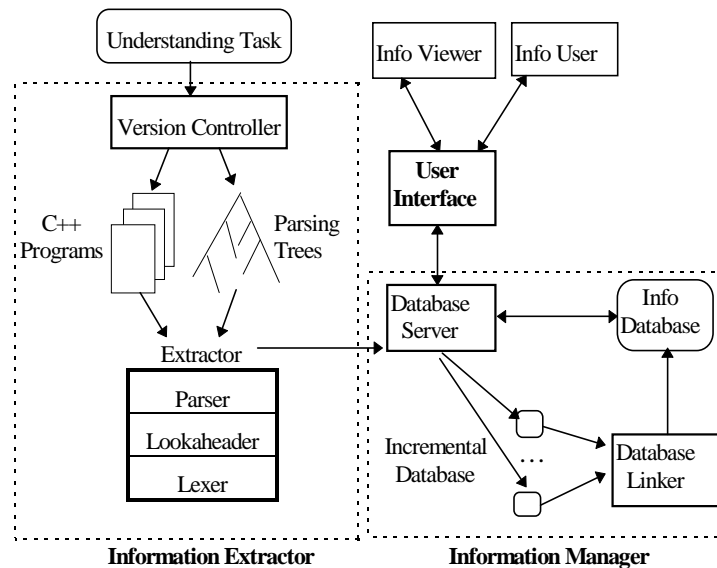 Understanding Task
Info Viewer
Info User
Version Controller
User
Interface
C++
Programs
Parsing
Trees
Database
Server
Info
Database
Extractor
Parser
Lookaheader
Lexer
Incremental
Database
...
Database
Linker
Information Extractor
Information Manager